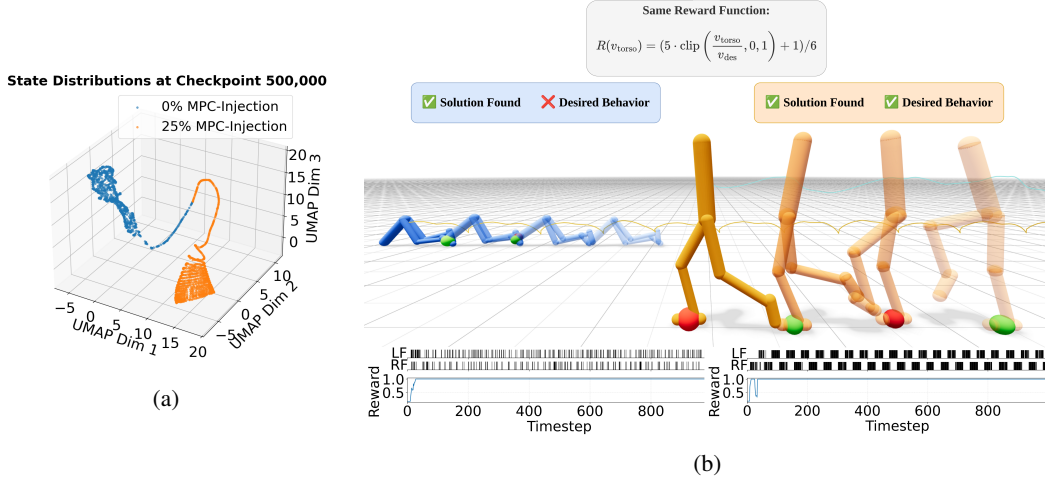 State Distributions at Checkpoint 500,000
0% MPC-Injection
25% MPC-Injection
20
15
10
5
0
UMAP Dim 3
−5
0
5
10
15
20
UMAP Dim 1
−5
0
5
10
UMAP Dim 2
(a)
Same Reward Function:
R(v_torso) = (5 · clip(v_torso/v_des, 0, 1) + 1)/6
✅ Solution Found ❌ Desired Behavior
✅ Solution Found ✅ Desired Behavior
LF
RF
1.0
0.5
Reward
0 200 400 600 800
Timestep
LF
RF
1.0
0.5
Reward
0 200 400 600 800
Timestep
(b)